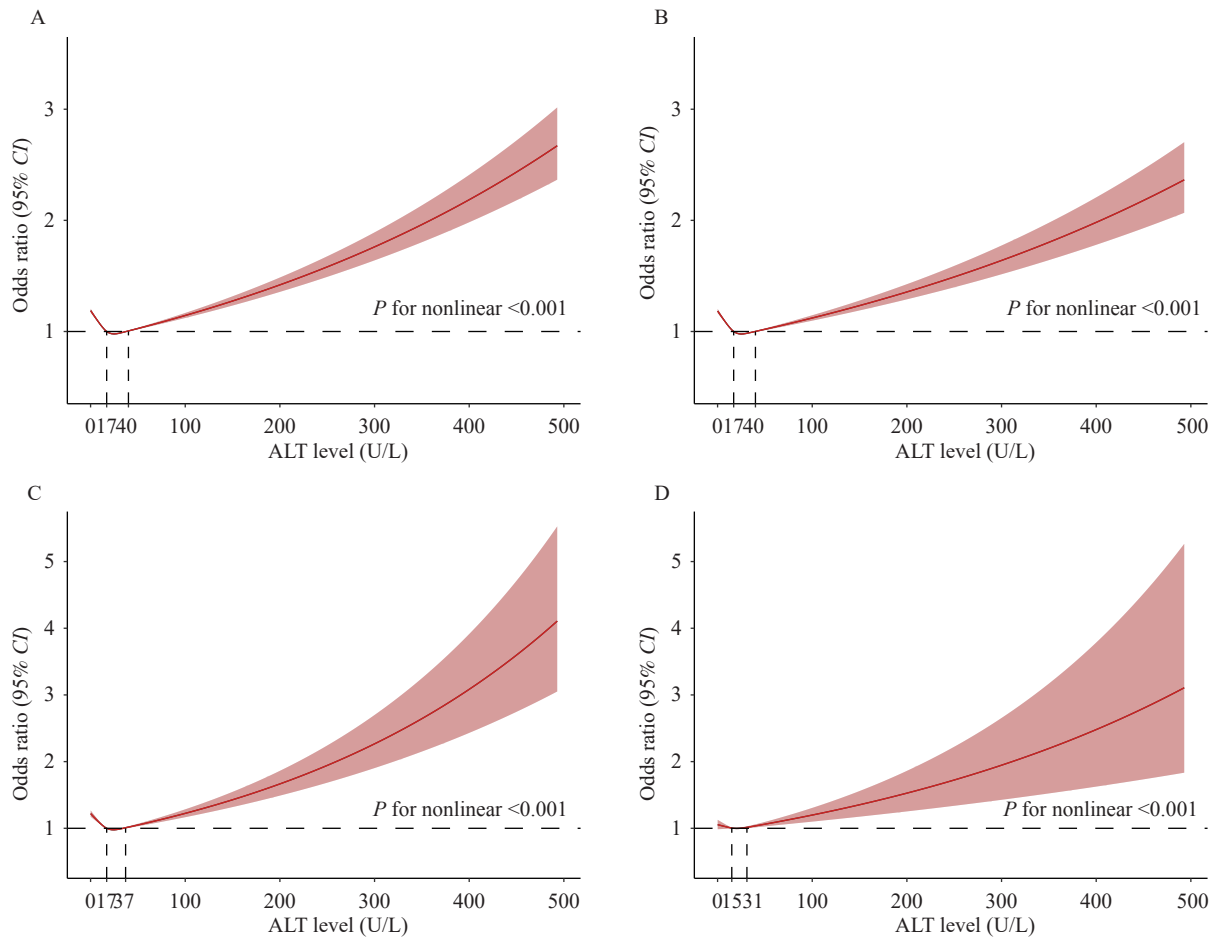 A
Odds ratio (95% CI)
3
2
1
P for nonlinear <0.001
0 17 40 100 200 300 400 500
ALT level (U/L)
B
Odds ratio (95% CI)
3
2
1
P for nonlinear <0.001
0 17 40 100 200 300 400 500
ALT level (U/L)
C
Odds ratio (95% CI)
5
4
3
2
1
P for nonlinear <0.001
0 17 37 100 200 300 400 500
ALT level (U/L)
D
Odds ratio (95% CI)
5
4
3
2
1
P for nonlinear <0.001
0 15 31 100 200 300 400 500
ALT level (U/L)